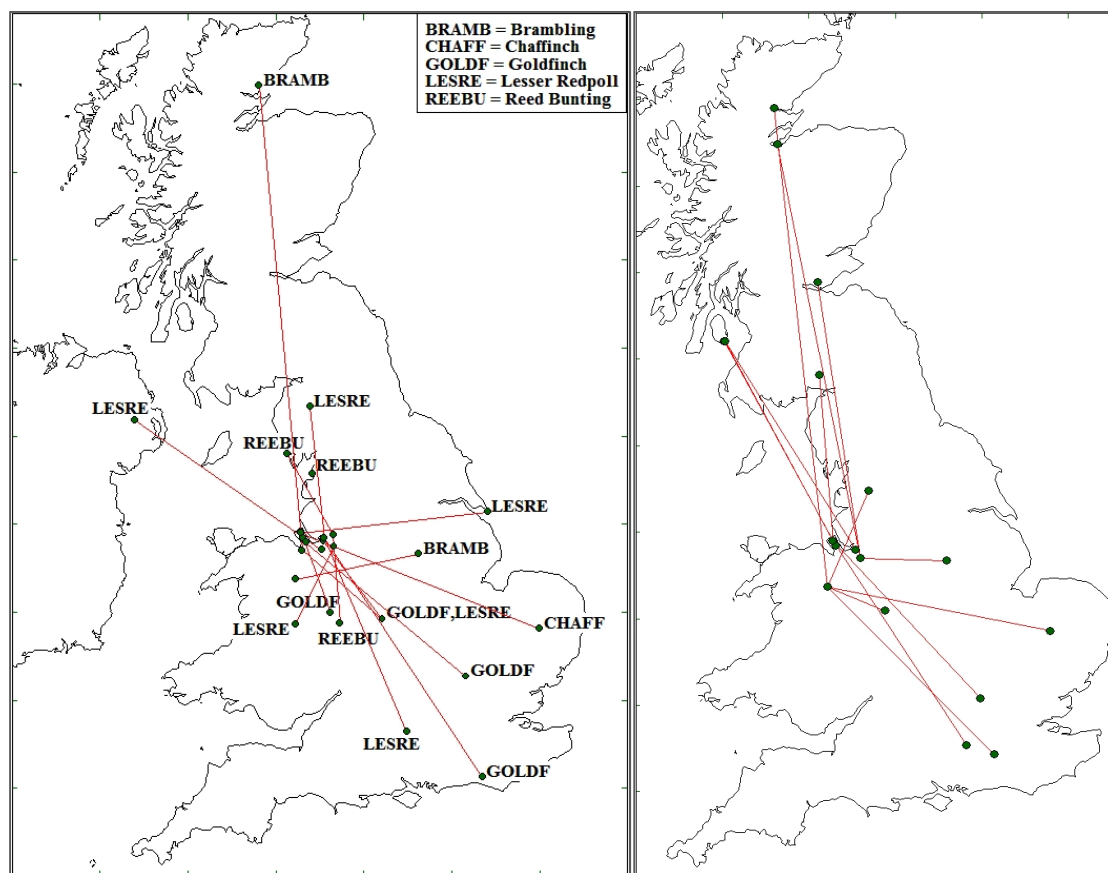 BRAMB = Brambling
CHAFF = Chaffinch
GOLDF = Goldfinch
LESRE = Lesser Redpoll
REEBU = Reed Bunting
BRAMB
LESRE
LESRE
REEBU
REEBU
LESRE
BRAMB
GOLDF
GOLDF,LESRE
LESRE
REEBU
CHAFF
GOLDF
LESRE
GOLDF